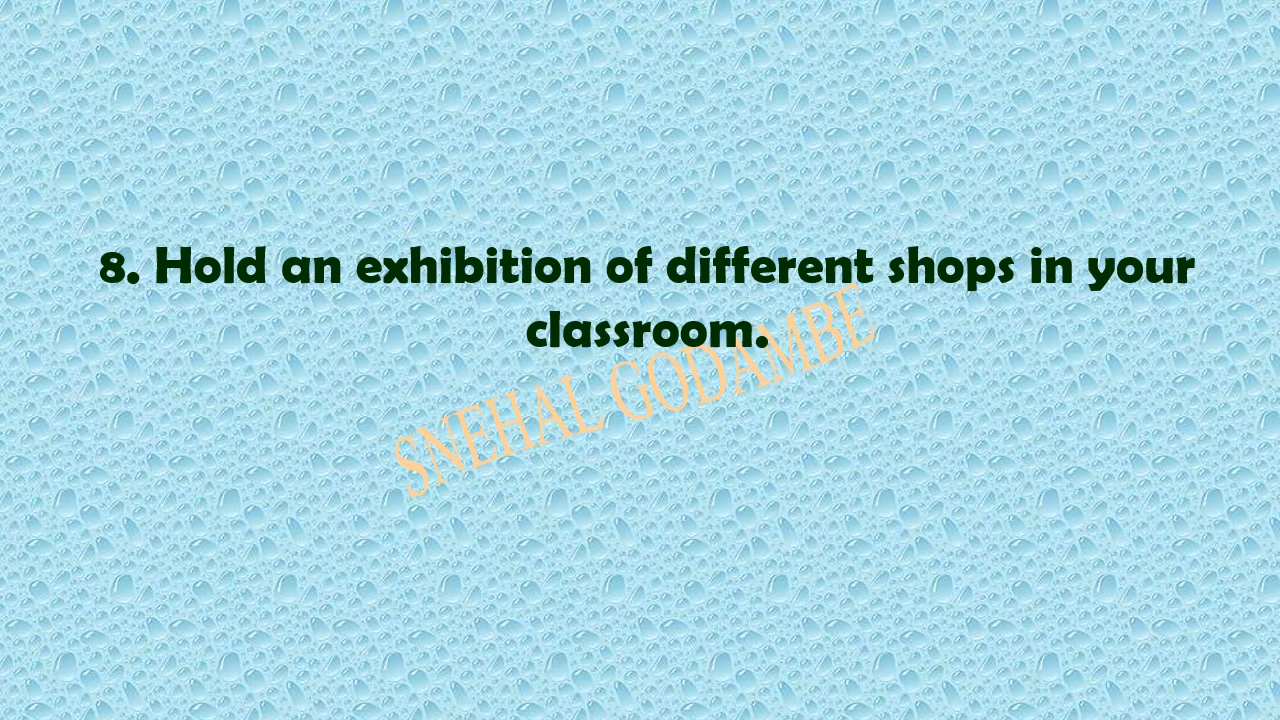 8. Hold an exhibition of different shops in your
classroom.
SNEHAL GODAMBE